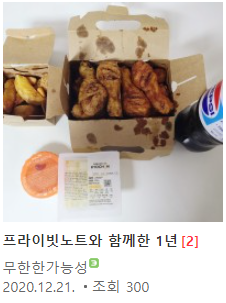 프라이빗노트와 함께한 1년 [2]
무한한가능성
2020.12.21. · 조회 300